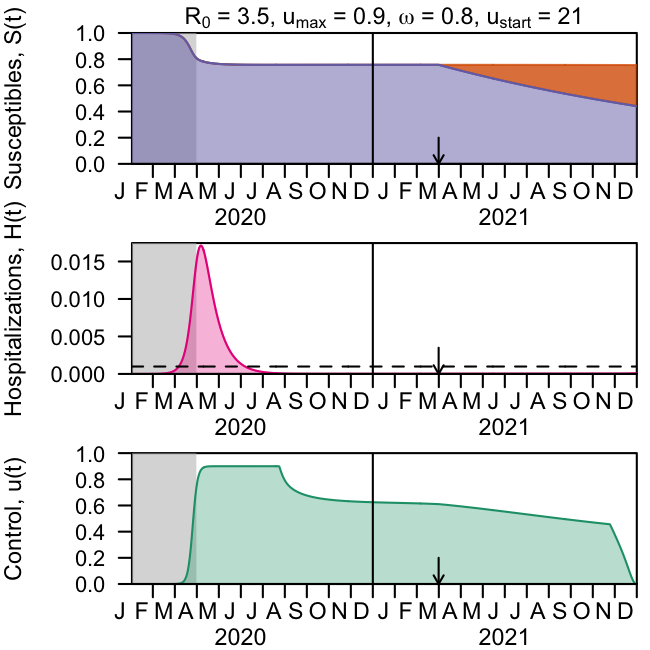 R₀ = 3.5, uₘₐₓ = 0.9, ω = 0.8, uₛₜₐᵣₜ = 21
Susceptibles, S(t)
1.0
0.8
0.6
0.4
0.2
0.0
J F M A M J J A S O N D J F M A M J J A S O N D
2020 2021
Hospitalizations, H(t)
0.015
0.010
0.005
0.000
J F M A M J J A S O N D J F M A M J J A S O N D
2020 2021
Control, u(t)
1.0
0.8
0.6
0.4
0.2
0.0
J F M A M J J A S O N D J F M A M J J A S O N D
2020 2021